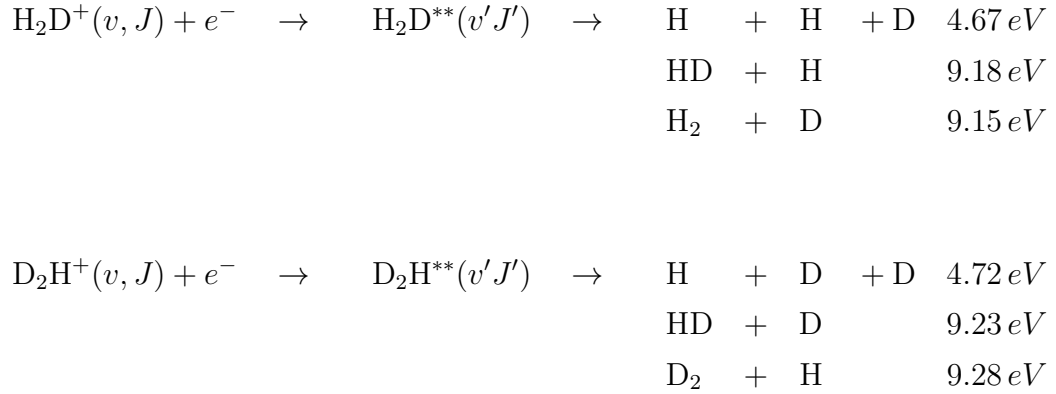 H₂D⁺(v, J) + e⁻ → H₂D**(v′J′) → H + H + D 4.67 eV
HD + H 9.18 eV
H₂ + D 9.15 eV
D₂H⁺(v, J) + e⁻ → D₂H**(v′J′) → H + D + D 4.72 eV
HD + D 9.23 eV
D₂ + H 9.28 eV